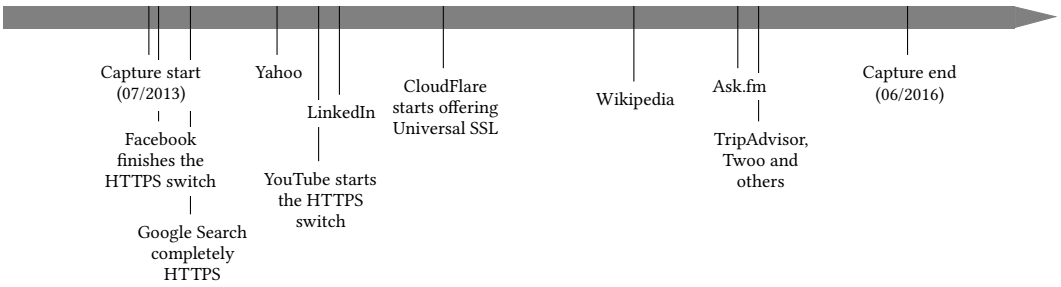 Capture start
(07/2013)
Facebook
finishes the
HTTPS switch
Google Search
completely
HTTPS
Yahoo
YouTube starts
the HTTPS
switch
LinkedIn
CloudFlare
starts offering
Universal SSL
Wikipedia
Ask.fm
TripAdvisor,
Twoo and
others
Capture end
(06/2016)